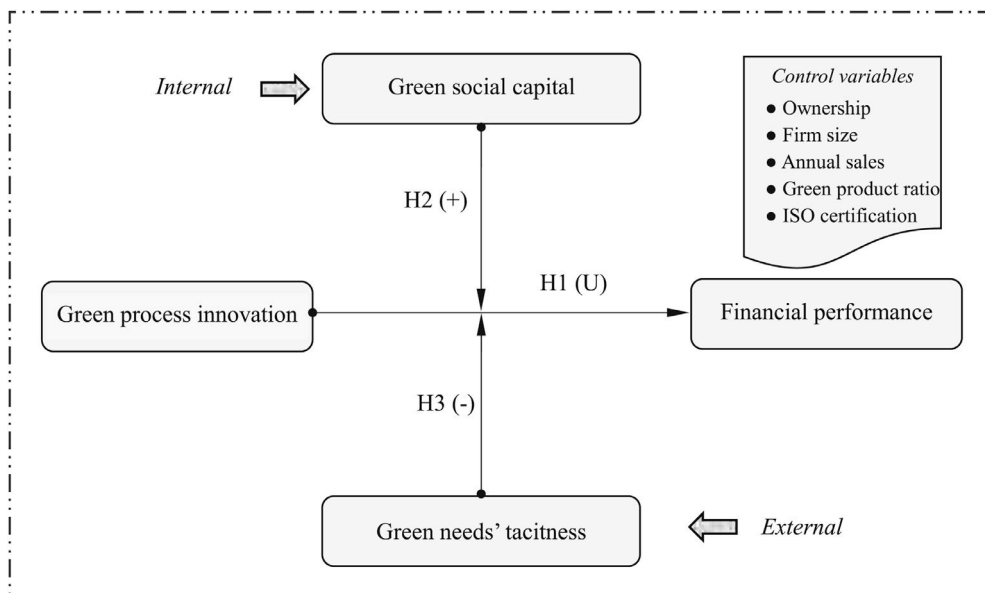 Internal
Green social capital
Control variables
● Ownership
● Firm size
● Annual sales
● Green product ratio
● ISO certification
H2 (+)
H1 (U)
Green process innovation
Financial performance
H3 (-)
Green needs’ tacitness
External